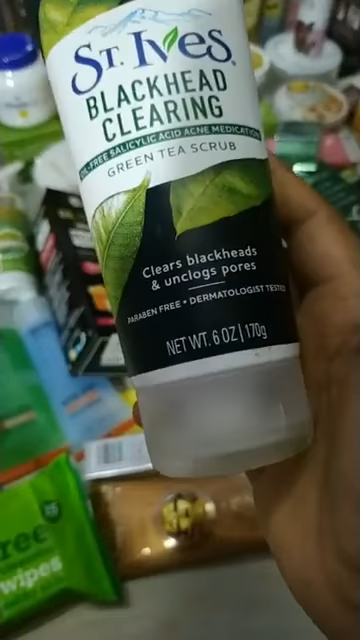 ST. IVES
BLACKHEAD
CLEARING
OIL-FREE SALICYLIC ACID ACNE MEDICATION
GREEN TEA SCRUB
Clears blackheads
& unclogs pores
PARABEN FREE • DERMATOLOGIST TESTED
NET WT. 6 OZ | 170g
ree
wipes